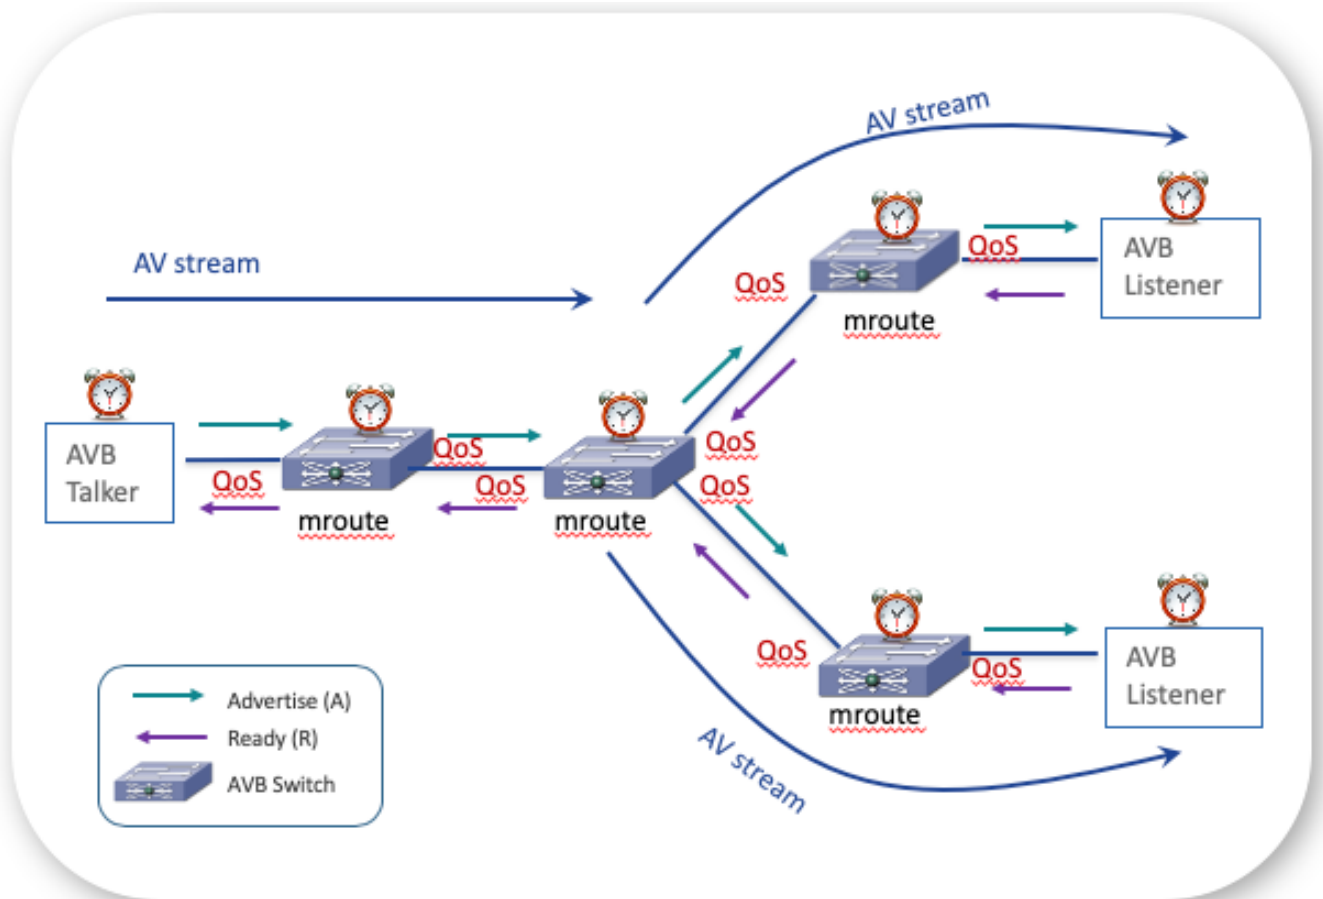 AV stream
AV stream
QoS
AVB
Listener
QoS
mroute
AVB
Talker
QoS
QoS
QoS
QoS
QoS
mroute
mroute
QoS
QoS
AVB
Listener
mroute
AV stream
Advertise (A)
Ready (R)
AVB Switch